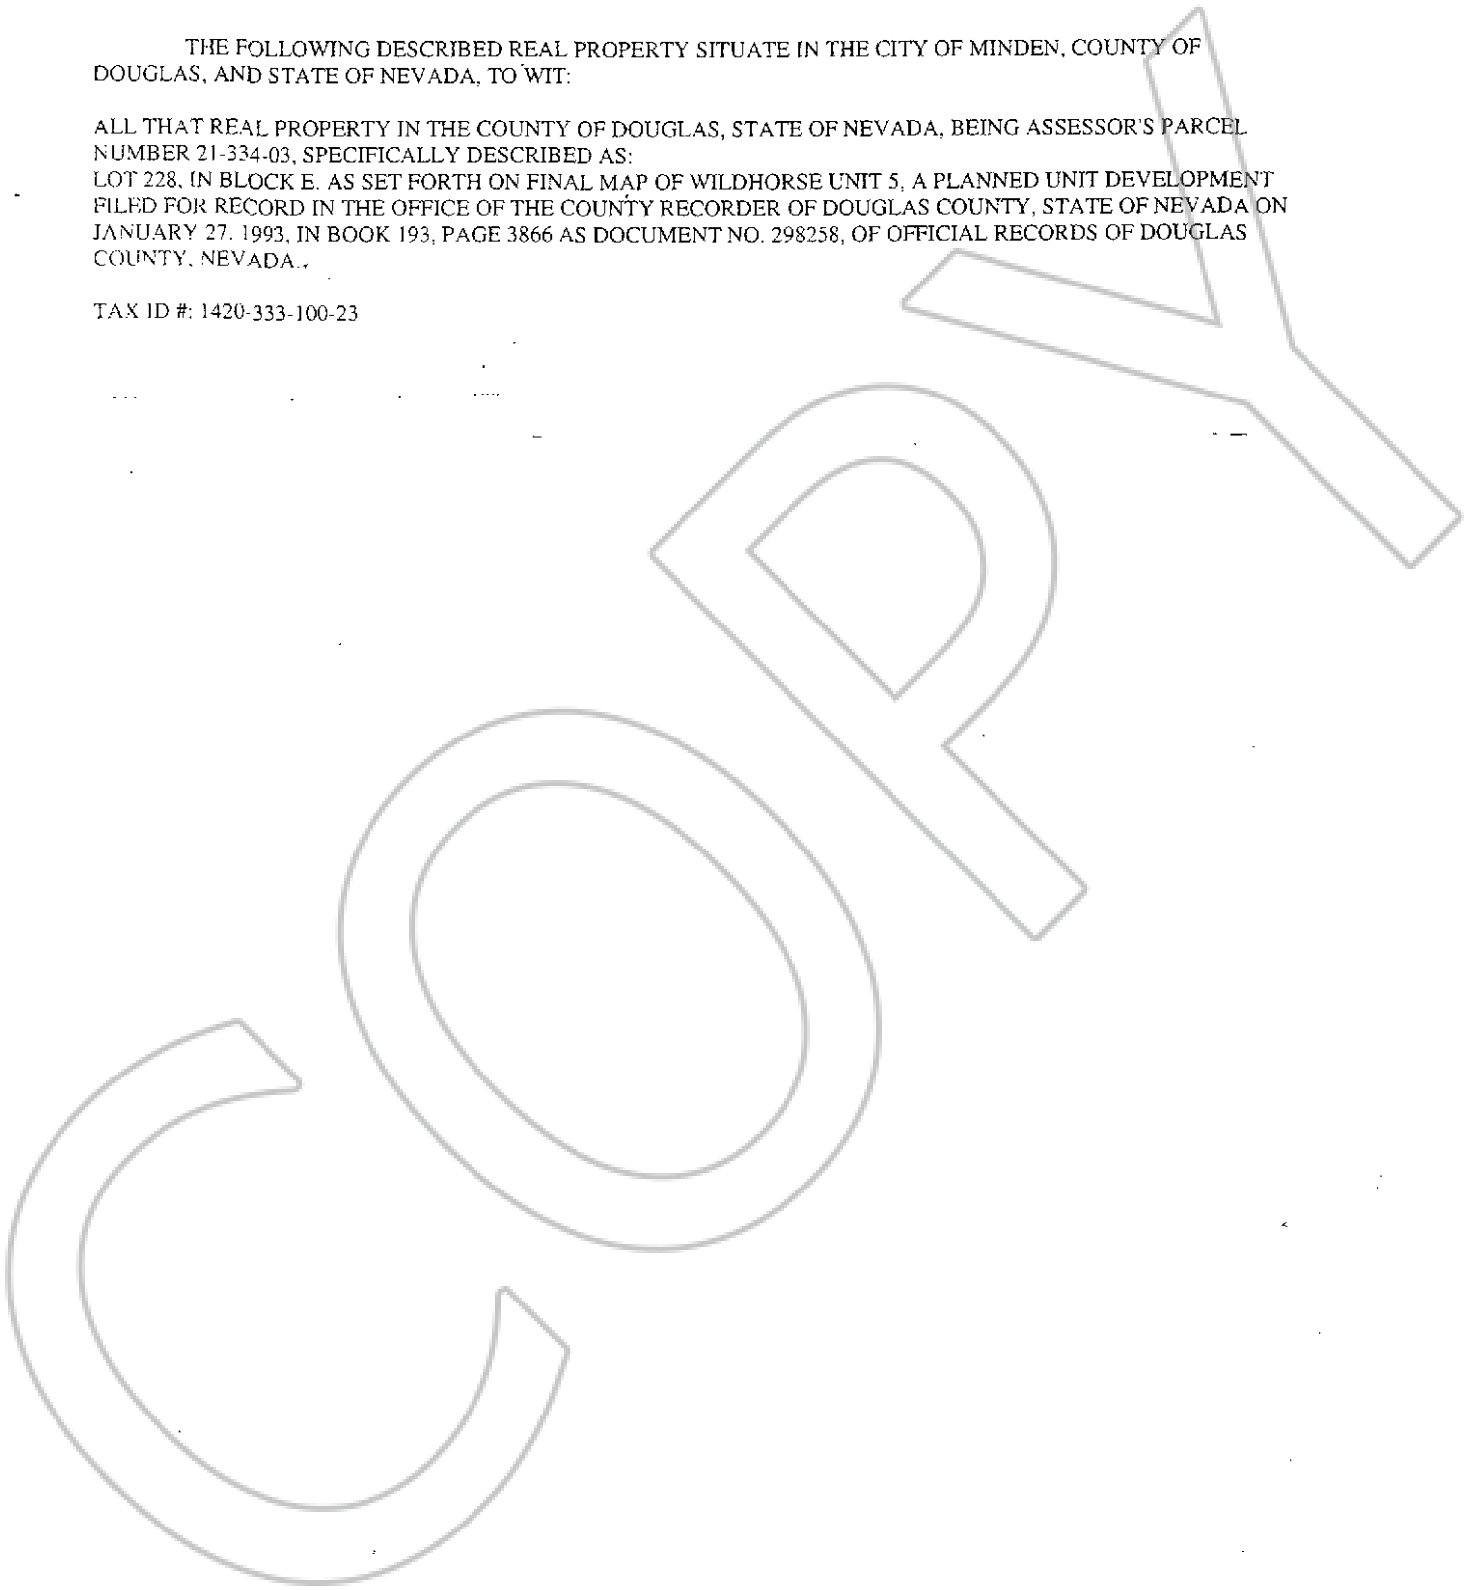 THE FOLLOWING DESCRIBED REAL PROPERTY SITUATE IN THE CITY OF MINDEN, COUNTY OF
DOUGLAS, AND STATE OF NEVADA, TO WIT:
ALL THAT REAL PROPERTY IN THE COUNTY OF DOUGLAS, STATE OF NEVADA, BEING ASSESSOR'S PARCEL
NUMBER 21-334-03, SPECIFICALLY DESCRIBED AS:
LOT 228, IN BLOCK E. AS SET FORTH ON FINAL MAP OF WILDHORSE UNIT 5, A PLANNED UNIT DEVELOPMENT
FILED FOR RECORD IN THE OFFICE OF THE COUNTY RECORDER OF DOUGLAS COUNTY, STATE OF NEVADA ON
JANUARY 27. 1993, IN BOOK 193, PAGE 3866 AS DOCUMENT NO. 298258, OF OFFICIAL RECORDS OF DOUGLAS
COUNTY, NEVADA.,
TAX ID #: 1420-333-100-23
COPY